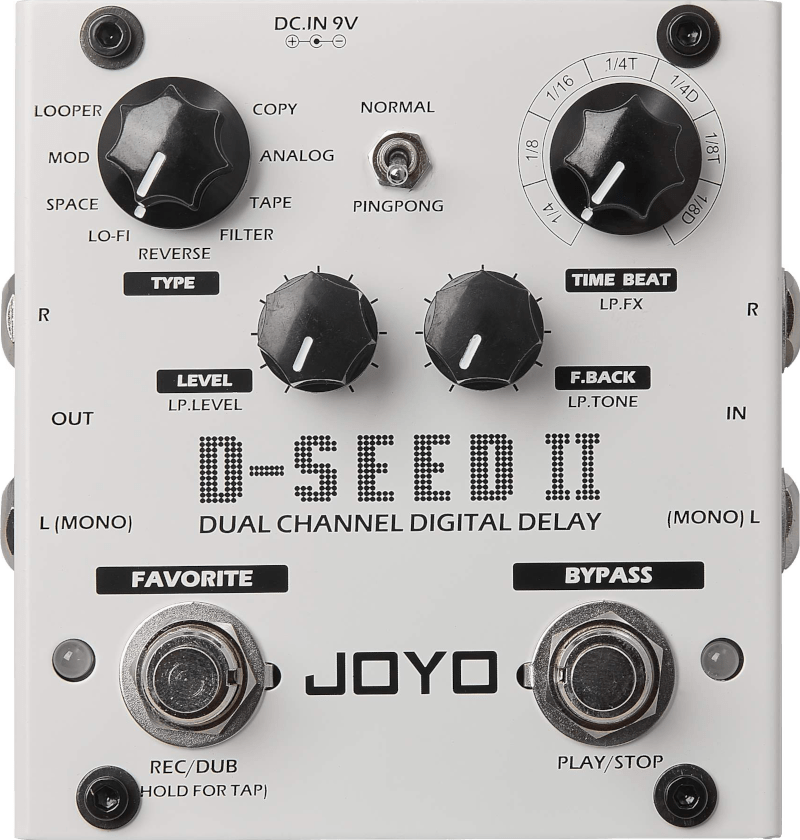 DC.IN 9V
LOOPER
COPY
MOD
ANALOG
SPACE
TAPE
LO-FI
FILTER
REVERSE
TYPE
NORMAL
PINGPONG
1/4
1/8
1/16
1/4T
1/4D
1/8T
1/8D
TIME BEAT
LP.FX
R
R
LEVEL
LP.LEVEL
F.BACK
LP.TONE
OUT
IN
D-SEED II
DUAL CHANNEL DIGITAL DELAY
L (MONO)
(MONO) L
FAVORITE
BYPASS
JOYO
REC/DUB
HOLD FOR TAP)
PLAY/STOP